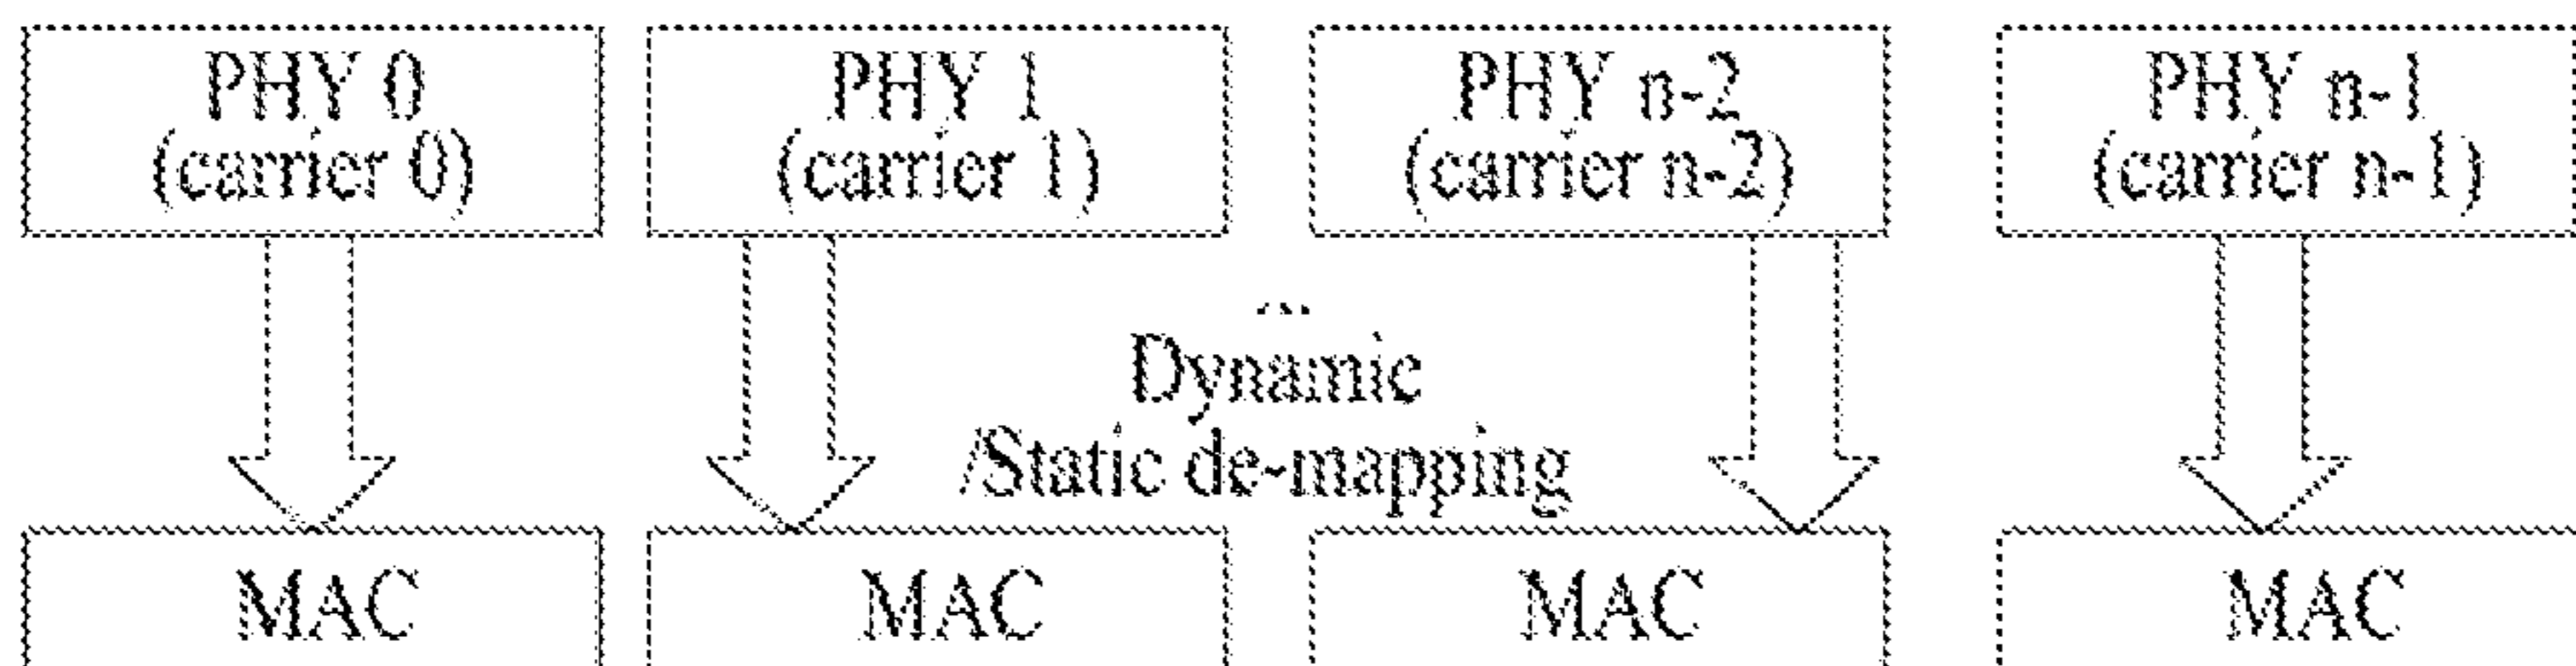 PHY 0
(carrier 0)
PHY 1
(carrier 1)
PHY n-2
(carrier n-2)
PHY n-1
(carrier n-1)
...
Dynamic
/Static de-mapping
MAC
MAC
MAC
MAC